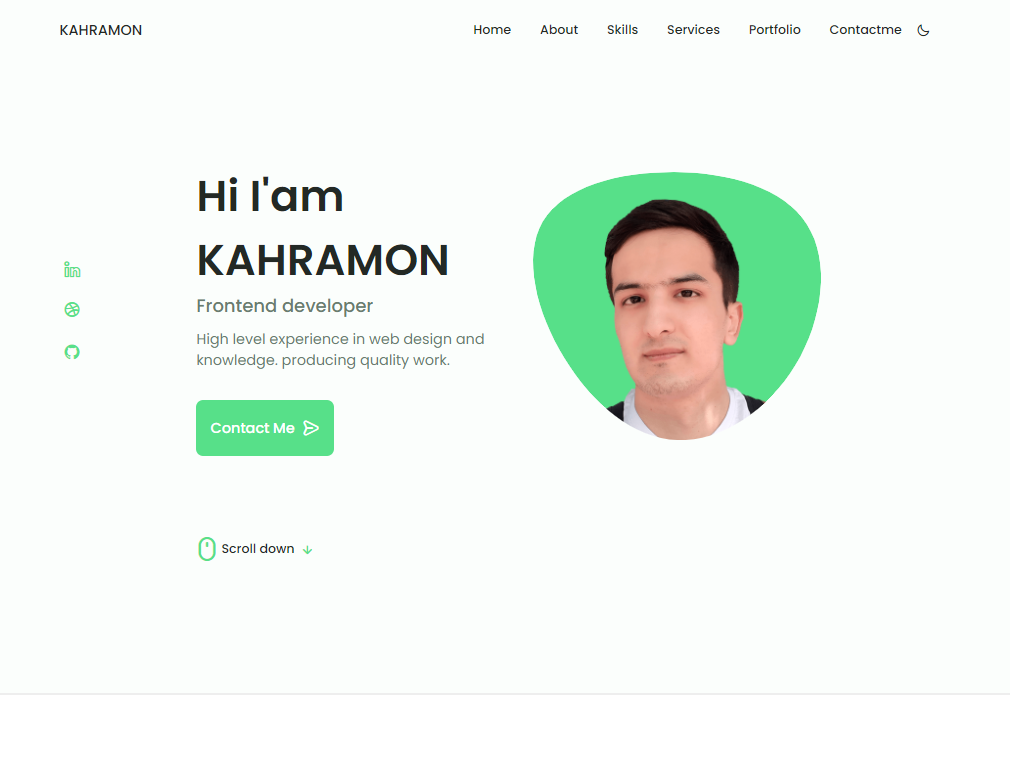 KAHRAMON
Home About Skills Services Portfolio Contactme
Hi I'am
KAHRAMON
Frontend developer
High level experience in web design and
knowledge. producing quality work.
Contact Me
Scroll down